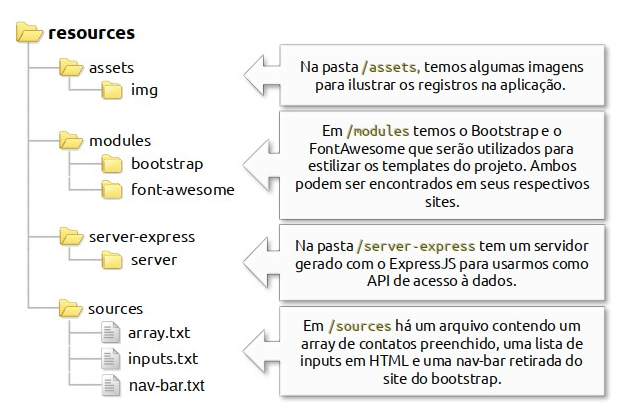 resources
assets
img
Na pasta /assets, temos algumas imagens
para ilustrar os registros na aplicação.
modules
bootstrap
font-awesome
Em /modules temos o Bootstrap e o
FontAwesome que serão utilizados para
estilizar os templates do projeto. Ambos
podem ser encontrados em seus respectivos
sites.
server-express
server
Na pasta /server-express tem um servidor
gerado com o ExpressJS para usarmos como
API de acesso à dados.
sources
array.txt
inputs.txt
nav-bar.txt
Em /sources há um arquivo contendo um
array de contatos preenchido, uma lista de
inputs em HTML e uma nav-bar retirada do
site do bootstrap.